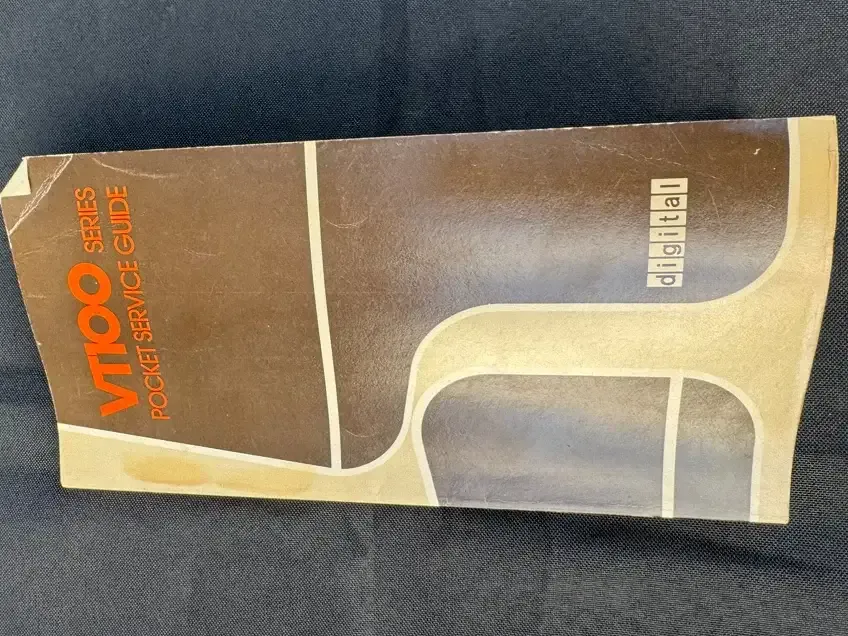 VT100 SERIES
POCKET SERVICE GUIDE
digital